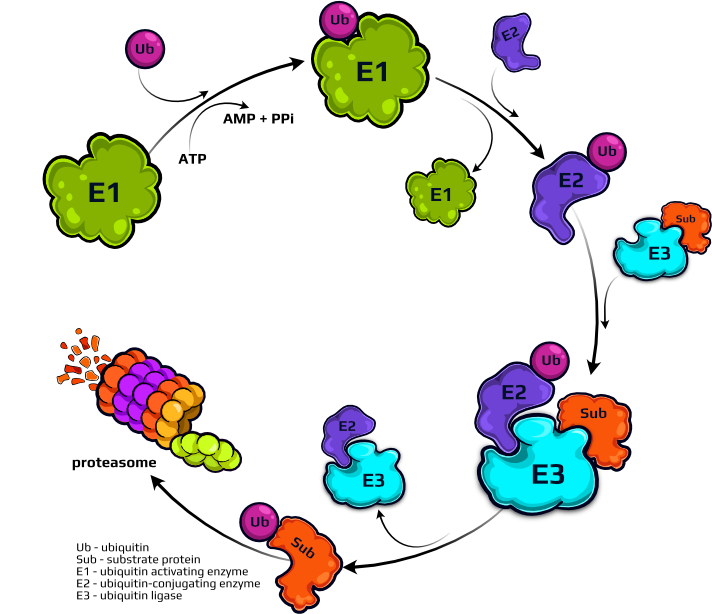 Ub
E1
E2
Ub
AMP + PPi
ATP
E1
E1
E2
Ub
Sub
E3
Ub
E2
Sub
E3
E2
E3
proteasome
Ub
Sub
Ub - ubiquitin
Sub - substrate protein
E1 - ubiquitin activating enzyme
E2 - ubiquitin-conjugating enzyme
E3 - ubiquitin ligase